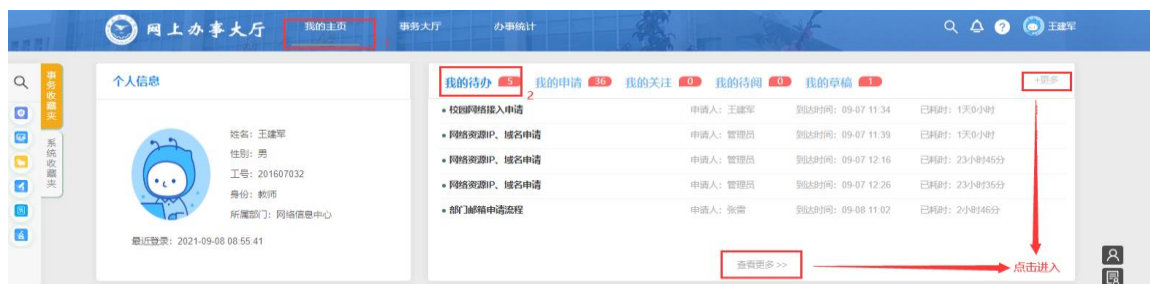 网上办事大厅 我的主页 1 事务大厅 办事统计 王建军
事务收藏夹
系统收藏夹
个人信息
姓名：王建军
性别：男
工号：201607032
身份：教师
所属部门：网络信息中心
最近登录：2021-09-08 08:55:41
我的待办 5 我的申请 36 我的关注 0 我的待阅 0 我的草稿 1 +更多
2
• 校园网络接入申请 申请人：王建军 到达时间：09-07 11:34 已耗时：1天0小时
• 网络资源IP、域名申请 申请人：管理员 到达时间：09-07 11:39 已耗时：1天0小时
• 网络资源IP、域名申请 申请人：管理员 到达时间：09-07 12:16 已耗时：23小时45分
• 网络资源IP、域名申请 申请人：管理员 到达时间：09-07 12:26 已耗时：23小时35分
• 部门邮箱申请流程 申请人：张雷 到达时间：09-08 11:02 已耗时：2小时46分
查看更多 >>
点击进入